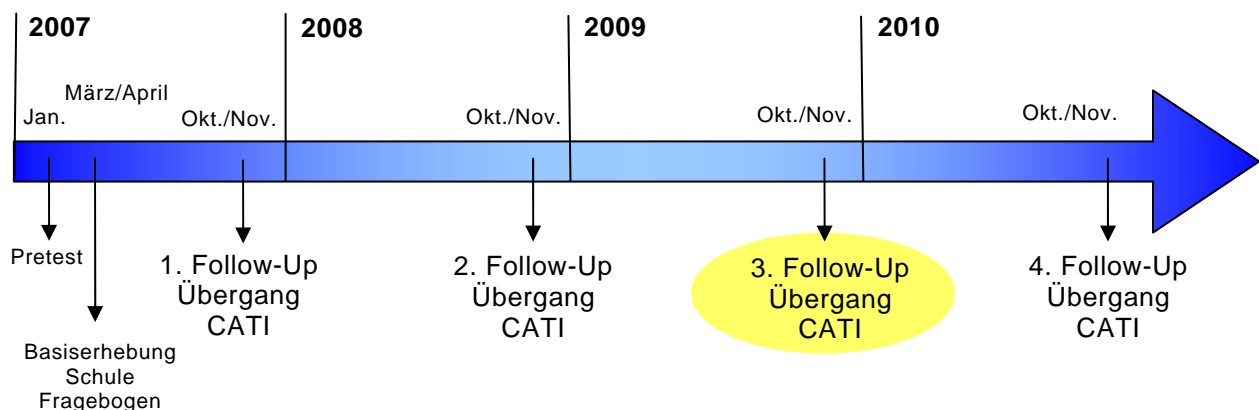 2007
2008
2009
2010
März/April
Jan.
Okt./Nov.
Okt./Nov.
Okt./Nov.
Okt./Nov.
Pretest
1. Follow-Up
Übergang
CATI
2. Follow-Up
Übergang
CATI
3. Follow-Up
Übergang
CATI
4. Follow-Up
Übergang
CATI
Basiserhebung
Schule
Fragebogen